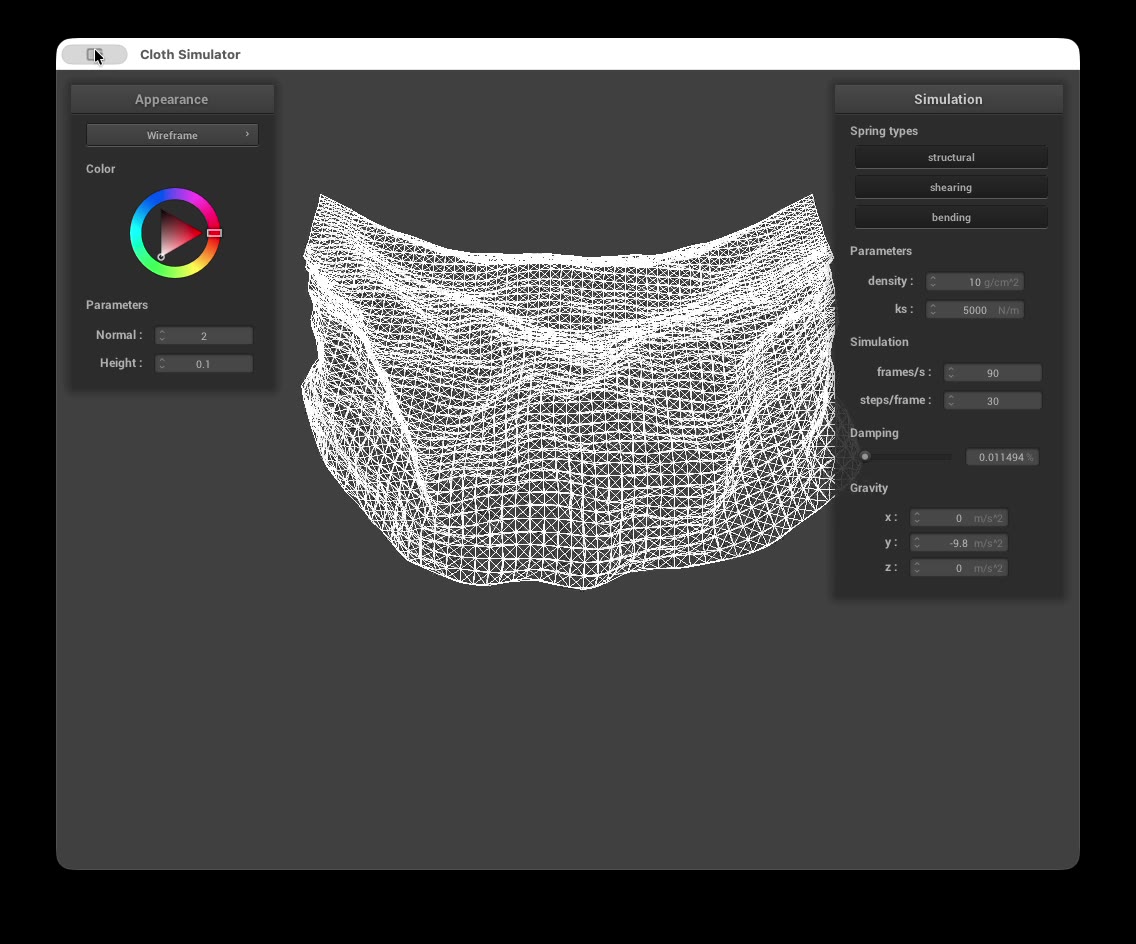 Cloth Simulator
Appearance
Wireframe
Color
Parameters
Normal : 2
Height : 0.1
Simulation
Spring types
structural
shearing
bending
Parameters
density : 10 g/cm^2
ks : 5000 N/m
Simulation
frames/s : 90
steps/frame : 30
Damping
0.011494 %
Gravity
x : 0 m/s^2
y : -9.8 m/s^2
z : 0 m/s^2